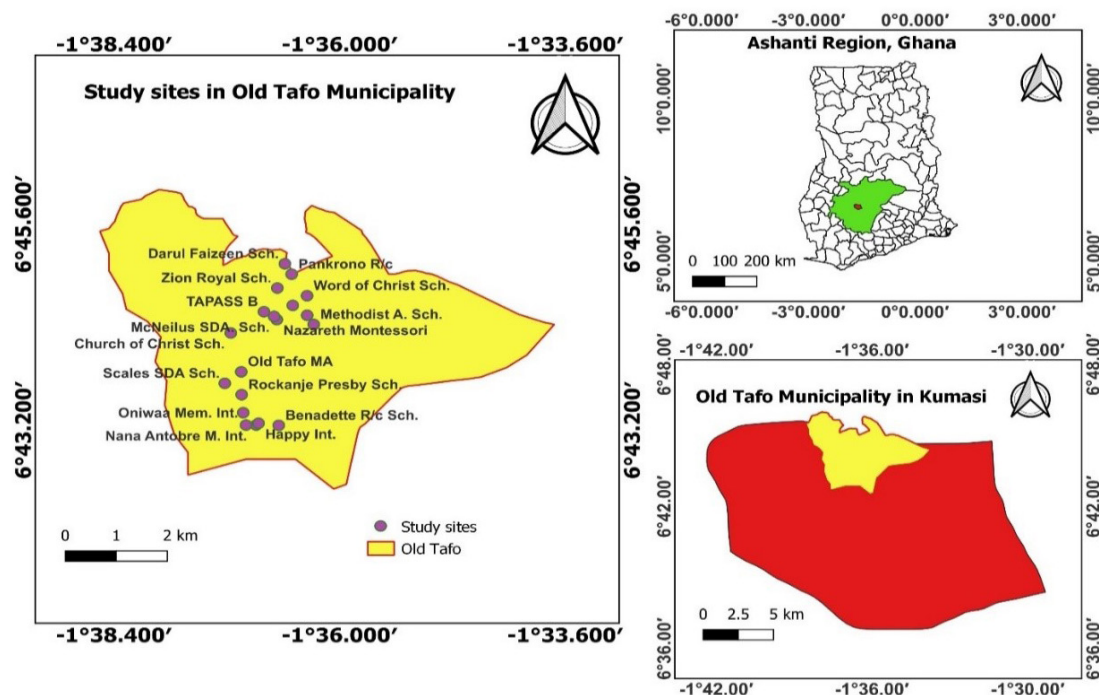 -1°38.400′ -1°36.000′ -1°33.600′
Study sites in Old Tafo Municipality
6°45.600′ 6°45.600′
Darul Faizeen Sch.
Pankrono R/c
Zion Royal Sch.
Word of Christ Sch.
TAPASS B
Methodist A. Sch.
McNeilus SDA. Sch.
Nazareth Montessori
Church of Christ Sch.
Old Tafo MA
Scales SDA Sch.
Rockanje Presby Sch.
Oniwaa Mem. Int.
Benadette R/c Sch.
Nana Antobre M. Int.
Happy Int.
6°43.200′ 6°43.200′
Study sites
Old Tafo
0 1 2 km
-1°38.400′ -1°36.000′ -1°33.600′
-6°0.000′ -3°0.000′ 0°0.000′ 3°0.000′
Ashanti Region, Ghana
10°0.000′ 10°0.000′
5°0.000′ 5°0.000′
0 100 200 km
-6°0.000′ -3°0.000′ 0°0.000′ 3°0.000′
-1°42.00′ -1°36.00′ -1°30.00′
6°48.00′ 6°48.00′
Old Tafo Municipality in Kumasi
6°42.00′ 6°42.00′
0 2.5 5 km
6°36.00′ 6°36.00′
-1°42.00′ -1°36.00′ -1°30.00′